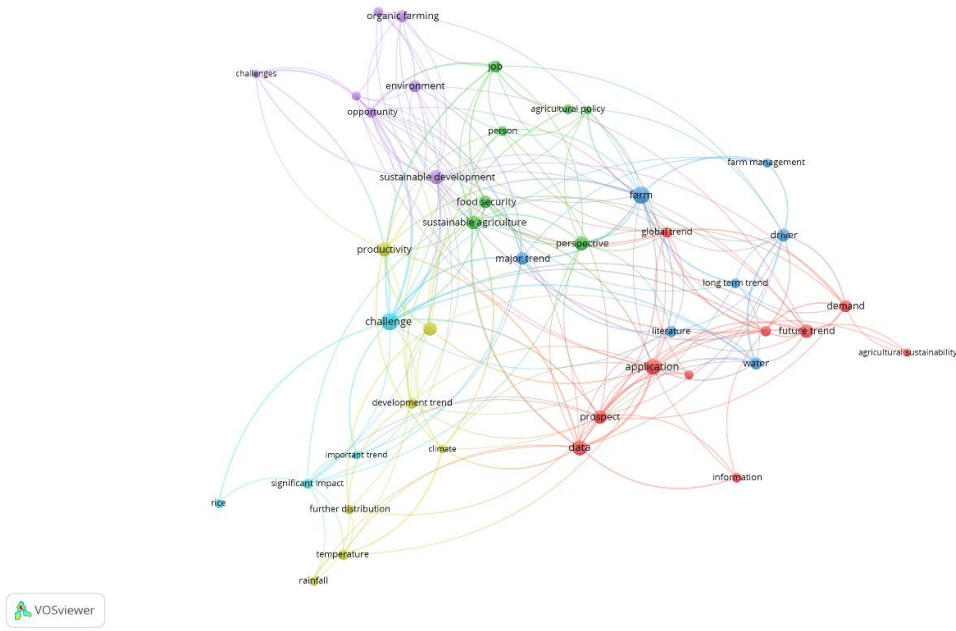 organic farming
job
challenges
environment
opportunity
agricultural policy
person
farm management
sustainable development
farm
food security
sustainable agriculture
global trend
driver
perspective
productivity
major trend
long term trend
demand
challenge
literature
future trend
agricultural sustainability
water
application
development trend
prospect
data
climate
important trend
information
significant impact
rice
further distribution
temperature
rainfall
VOSviewer